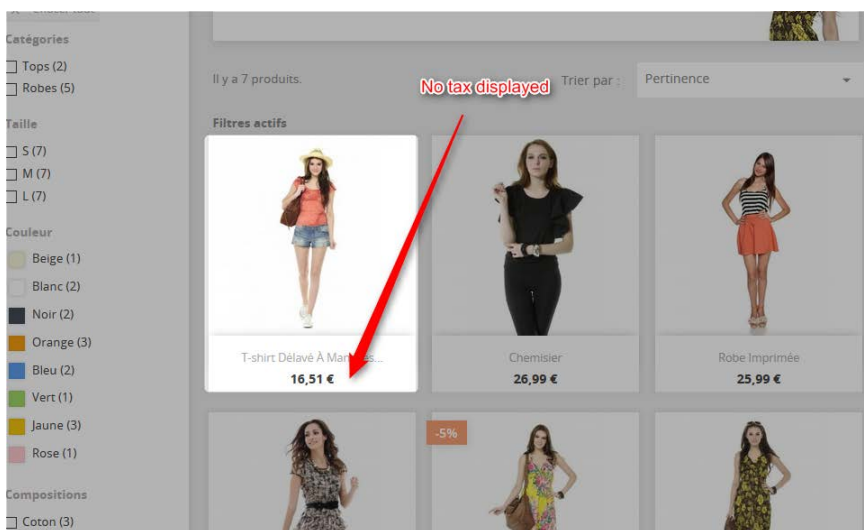 Catégories
Tops (2)
Robes (5)
Taille
S (7)
M (7)
L (7)
Couleur
Beige (1)
Blanc (2)
Noir (2)
Orange (3)
Bleu (2)
Vert (1)
Jaune (3)
Rose (1)
Compositions
Coton (3)
Il y a 7 produits.
No tax displayed
Trier par :
Pertinence
Filtres actifs
T-shirt Délavé À
16,51 €
Chemisier
26,99 €
Robe Imprimée
25,99 €
-5%